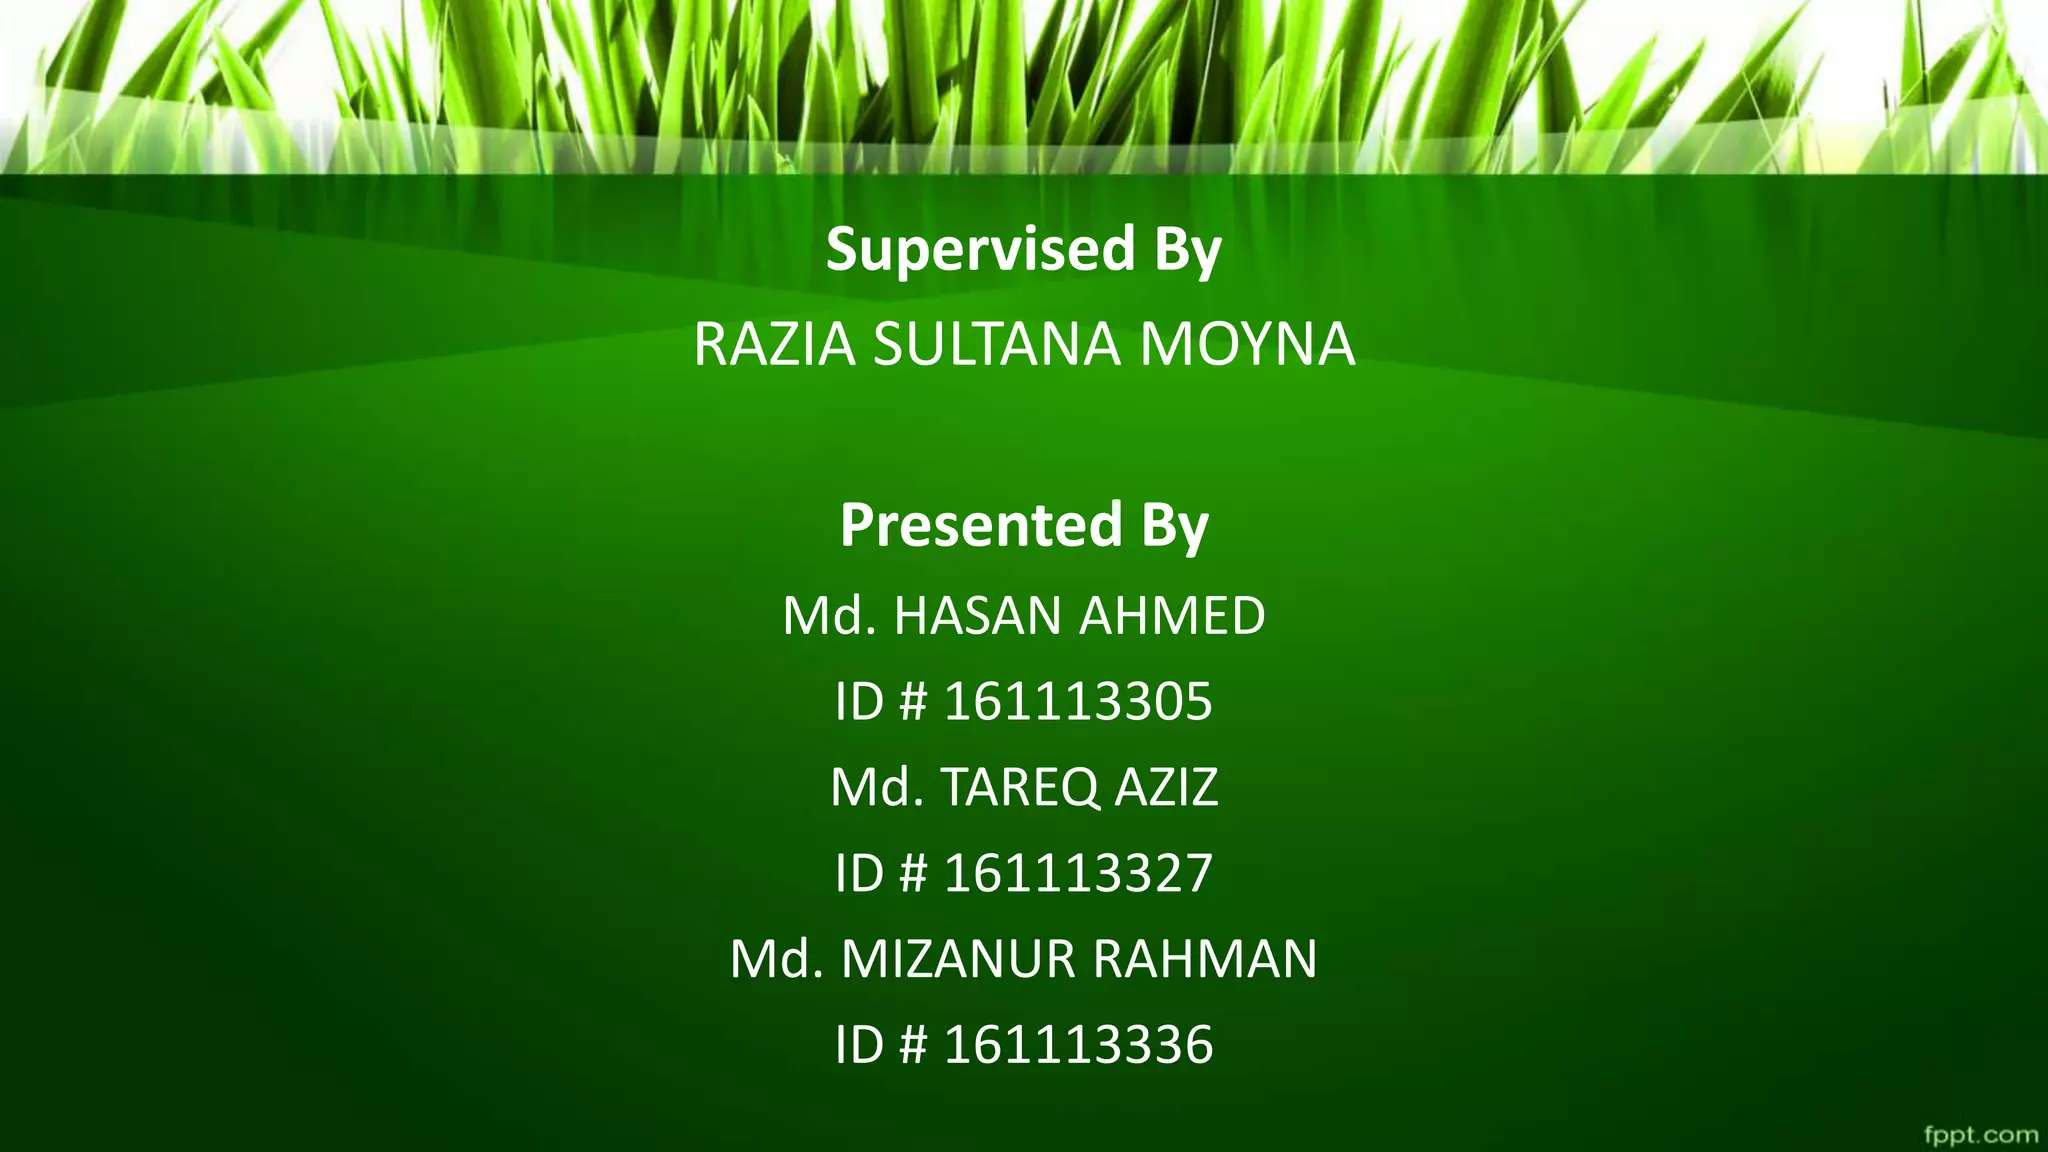 Supervised By
RAZIA SULTANA MOYNA
Presented By
Md. HASAN AHMED
ID # 161113305
Md. TAREQ AZIZ
ID # 161113327
Md. MIZANUR RAHMAN
ID # 161113336
fppt.com